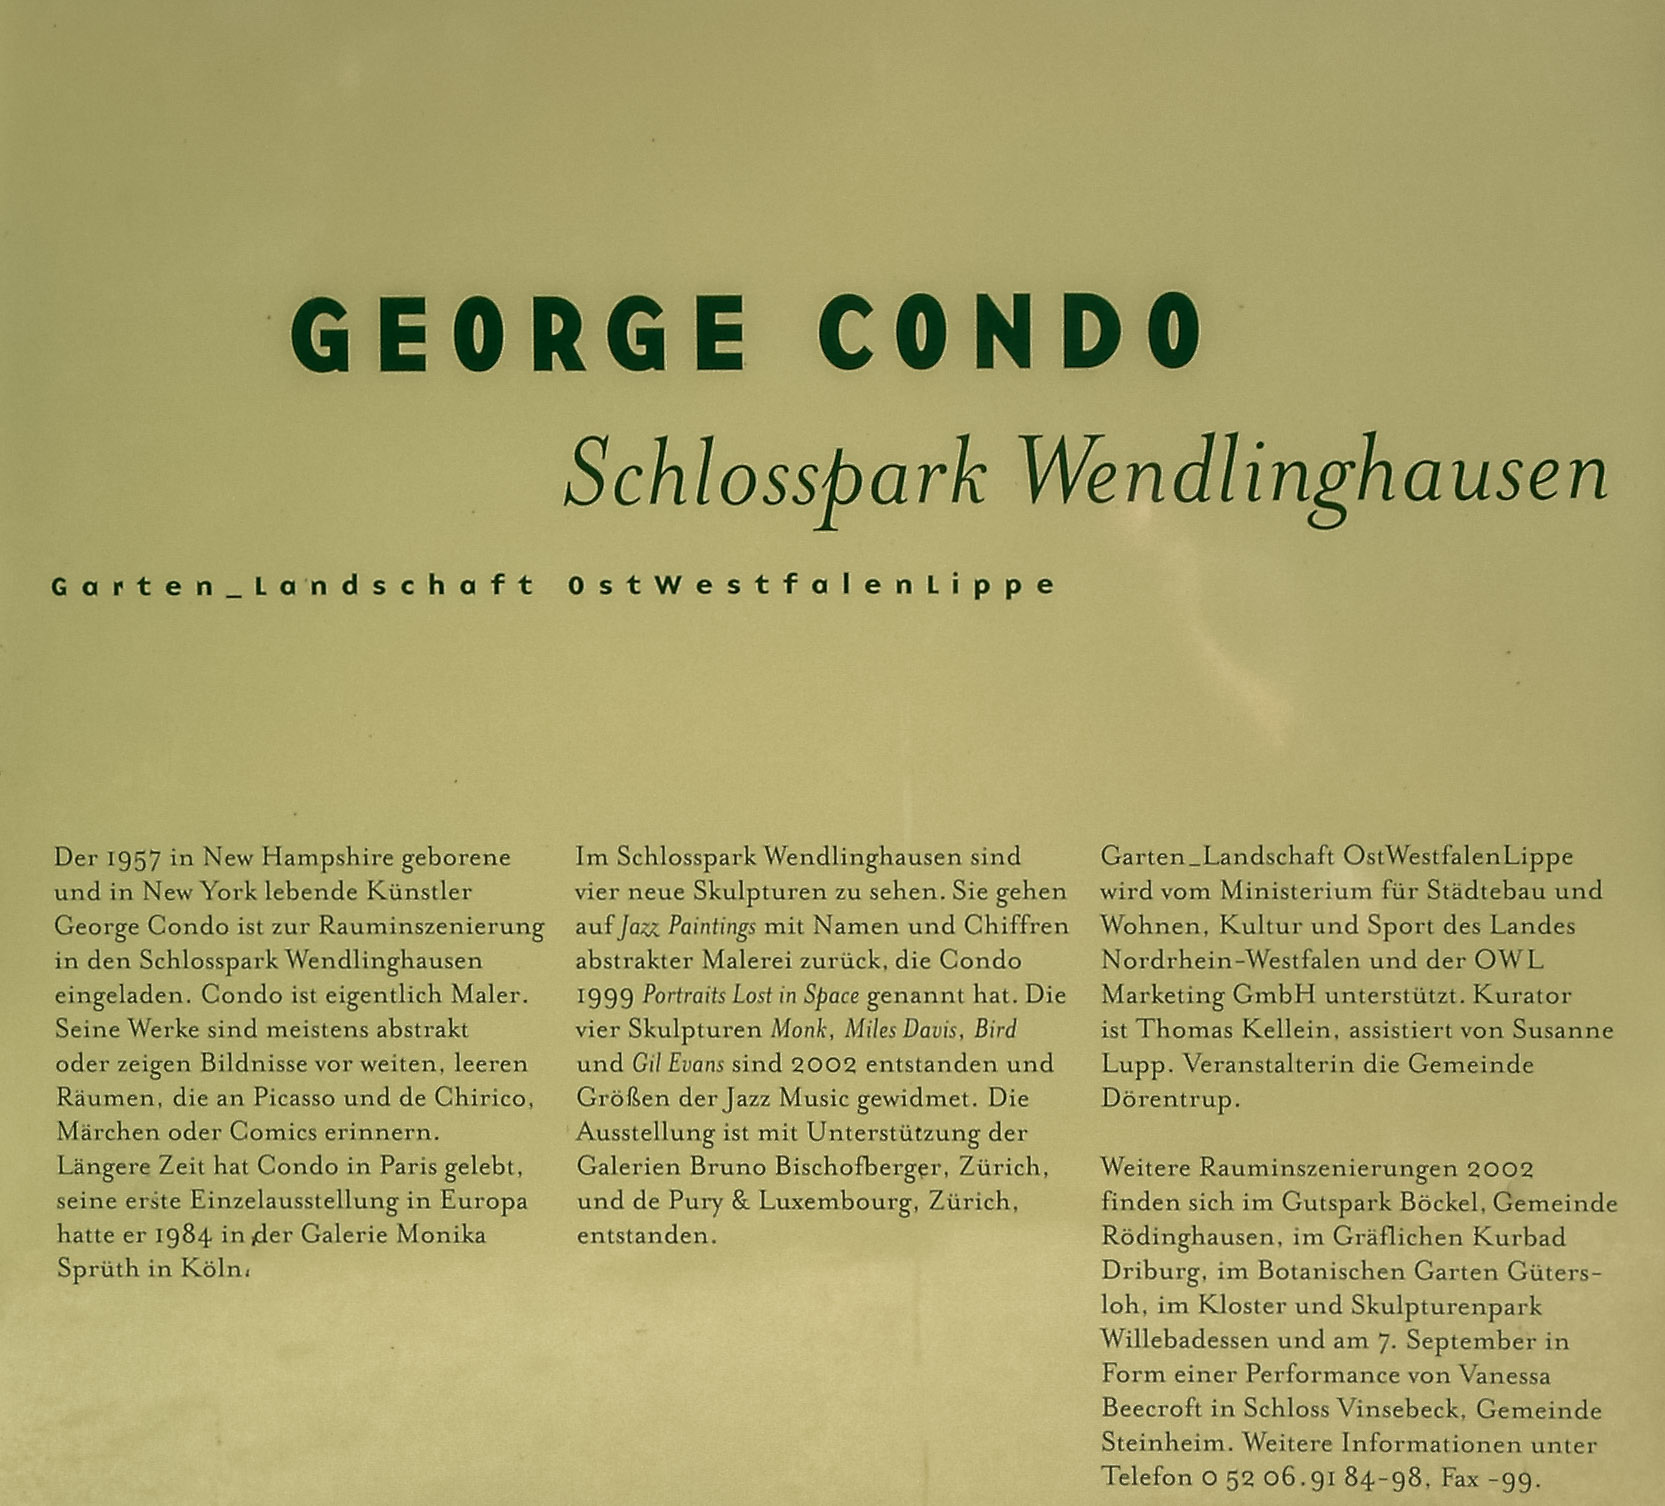 GEORGE CONDO
Schlosspark Wendlinghausen
Garten_Landschaft OstWestfalenLippe
Der 1957 in New Hampshire geborene
und in New York lebende Künstler
George Condo ist zur Rauminszenierung
in den Schlosspark Wendlinghausen
eingeladen. Condo ist eigentlich Maler.
Seine Werke sind meistens abstrakt
oder zeigen Bildnisse vor weiten, leeren
Räumen, die an Picasso und de Chirico,
Märchen oder Comics erinnern.
Längere Zeit hat Condo in Paris gelebt,
seine erste Einzelausstellung in Europa
hatte er 1984 in der Galerie Monika
Sprüth in Köln.
Im Schlosspark Wendlinghausen sind
vier neue Skulpturen zu sehen. Sie gehen
auf Jazz Paintings mit Namen und Chiffren
abstrakter Malerei zurück, die Condo
1999 Portraits Lost in Space genannt hat. Die
vier Skulpturen Monk, Miles Davis, Bird
und Gil Evans sind 2002 entstanden und
Größen der Jazz Music gewidmet. Die
Ausstellung ist mit Unterstützung der
Galerien Bruno Bischofberger, Zürich,
und de Pury & Luxembourg, Zürich,
entstanden.
Garten_Landschaft OstWestfalenLippe
wird vom Ministerium für Städtebau und
Wohnen, Kultur und Sport des Landes
Nordrhein-Westfalen und der OWL
Marketing GmbH unterstützt. Kurator
ist Thomas Kellein, assistiert von Susanne
Lupp. Veranstalterin die Gemeinde
Dörentrup.
Weitere Rauminszenierungen 2002
finden sich im Gutspark Böckel, Gemeinde
Rödinghausen, im Gräflichen Kurbad
Driburg, im Botanischen Garten Güters-
loh, im Kloster und Skulpturenpark
Willebadessen und am 7. September in
Form einer Performance von Vanessa
Beecroft in Schloss Vinsebeck, Gemeinde
Steinheim. Weitere Informationen unter
Telefon 0 52 06.91 84-98, Fax -99.